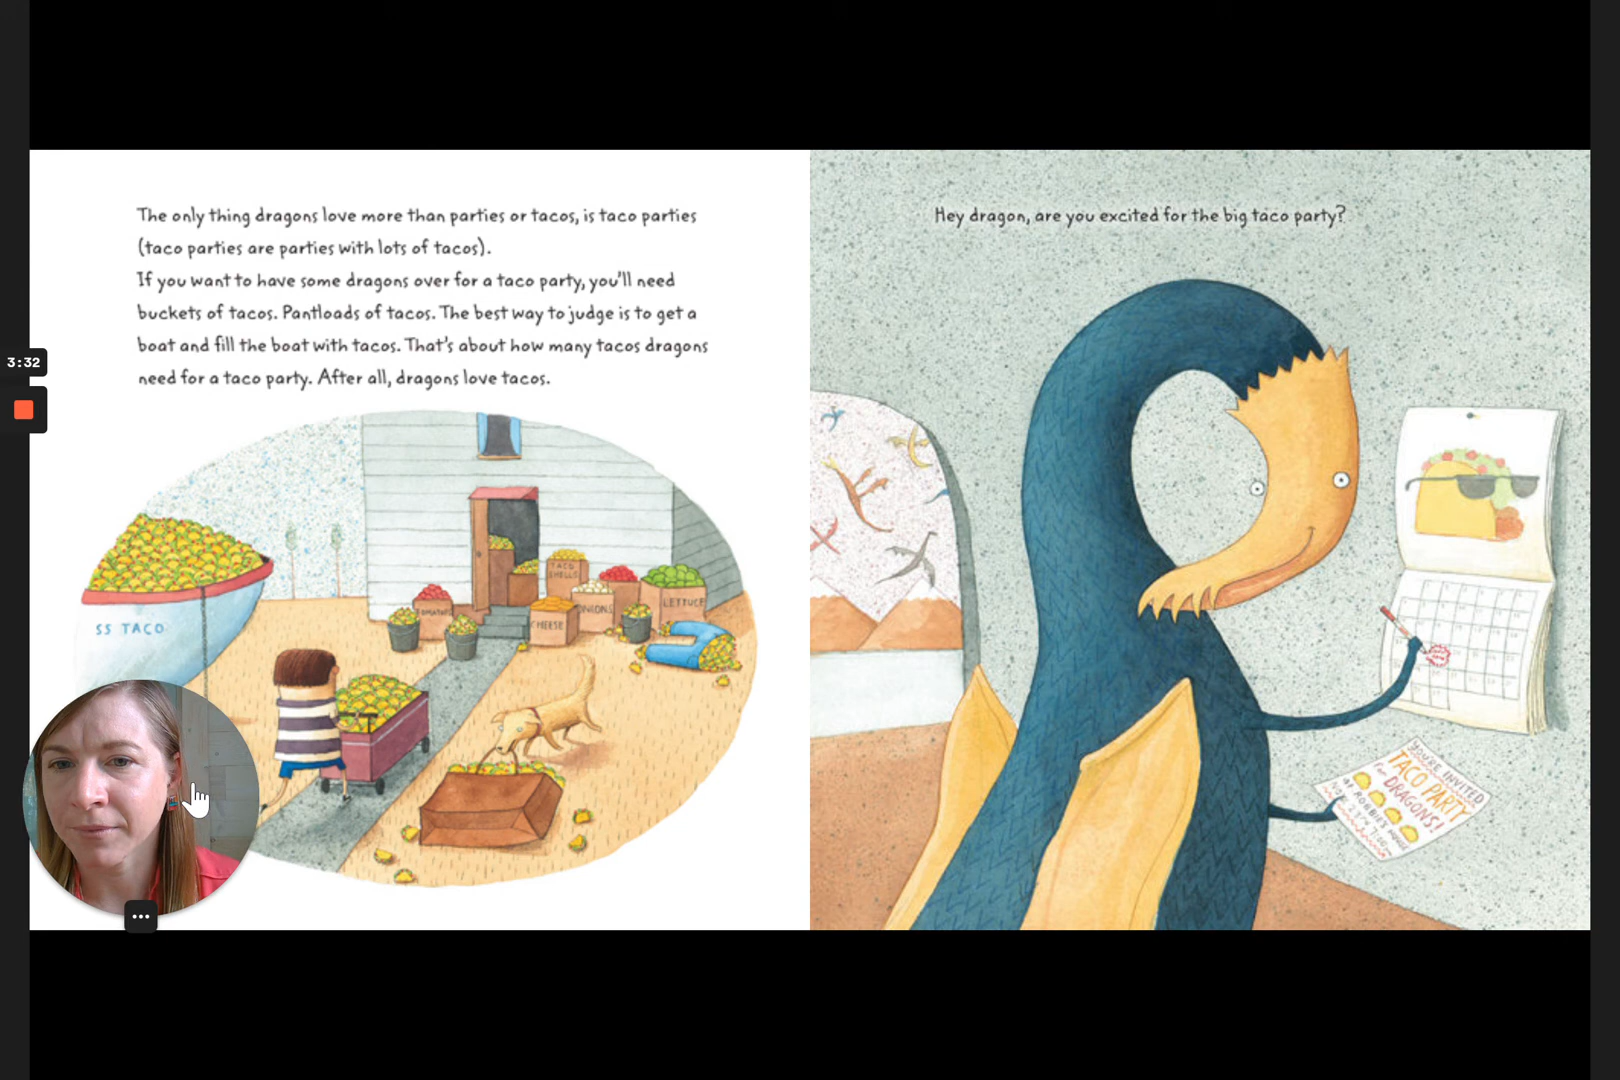 The only thing dragons love more than parties or tacos, is taco parties
(taco parties are parties with lots of tacos).
If you want to have some dragons over for a taco party, you'll need
buckets of tacos. Pantloads of tacos. The best way to judge is to get a
boat and fill the boat with tacos. That's about how many tacos dragons
need for a taco party. After all, dragons love tacos.
Hey dragon, are you excited for the big taco party?
3:32
SS TACO
TACO
SHELLS
TOMATOES
CHEESE
ONIONS
LETTUCE
YOU'RE INVITED
TACO PARTY
For DRAGONS!